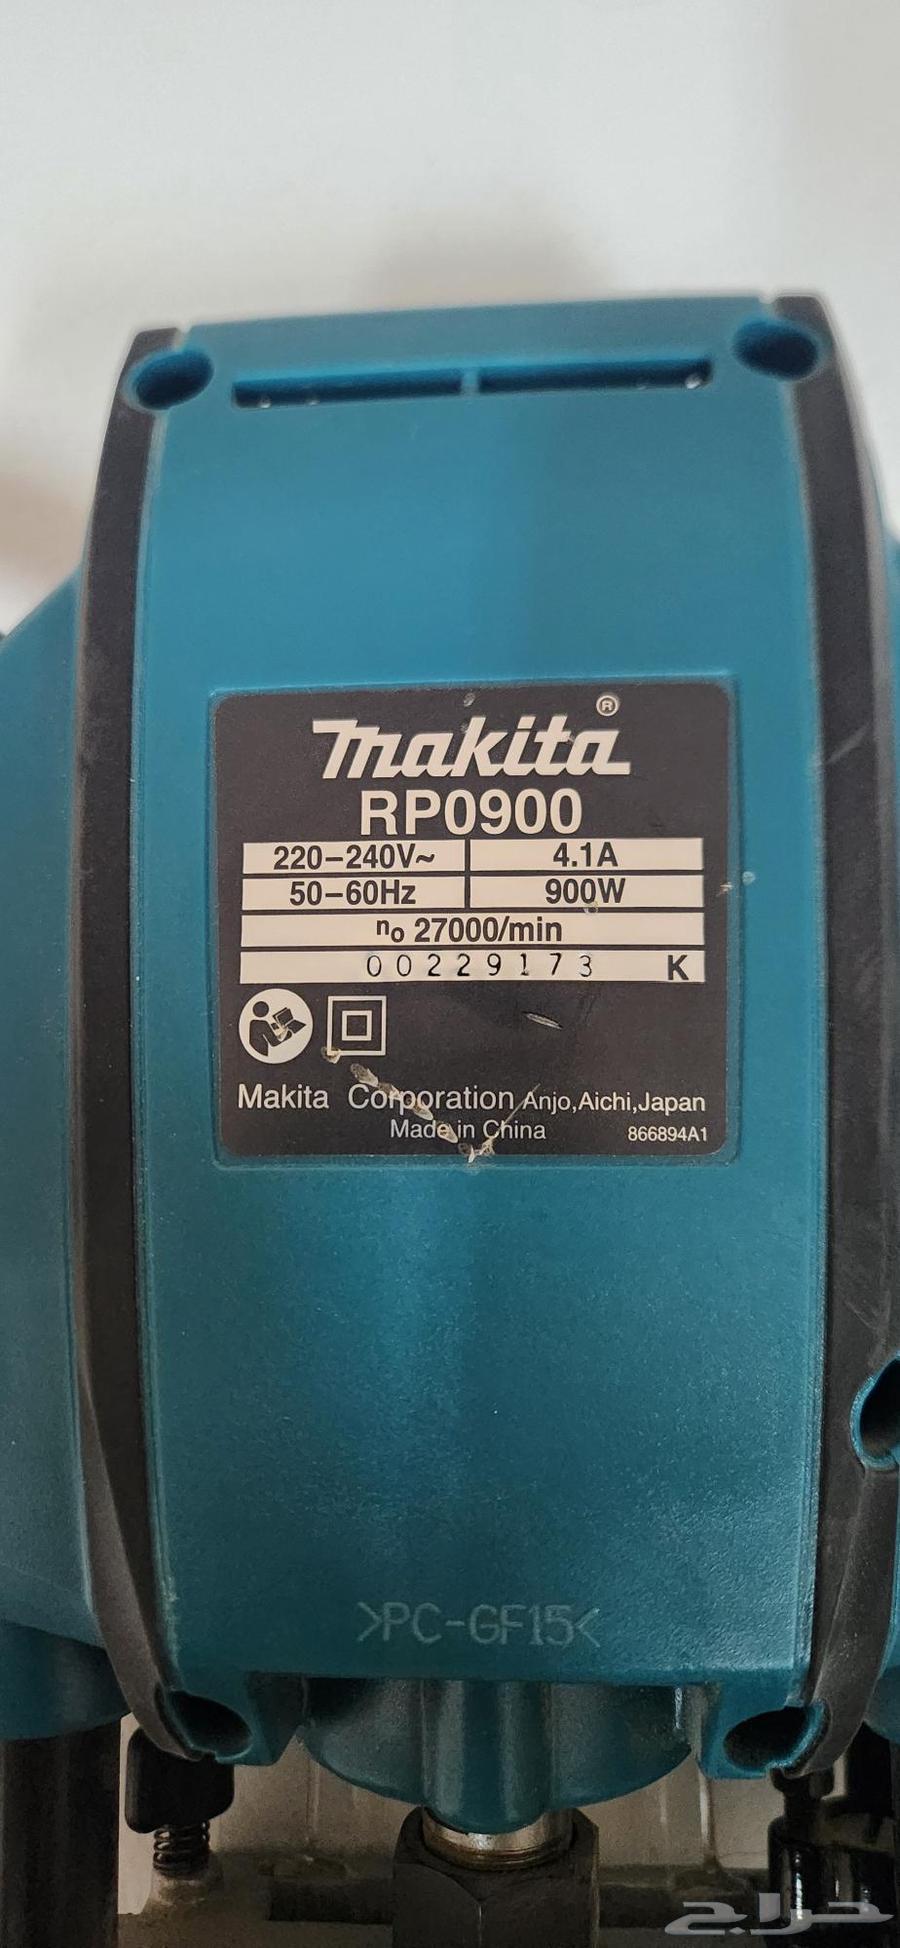 makita®
RP0900
220-240V~ 4.1A
50-60Hz 900W
no 27000/min
00229173 K
Makita Corporation Anjo,Aichi,Japan
Made in China 866894A1
>PC-GF15<
حراج